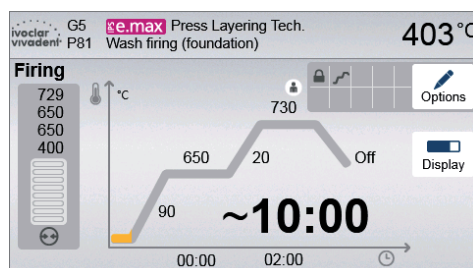 ivoclar
vivadent
G5
P81
IPS e.max Press Layering Tech.
Wash firing (foundation)
403 °C
Firing
729
650
650
400
°C
730
Options
650
20
Off
Display
90
~10:00
00:00
02:00